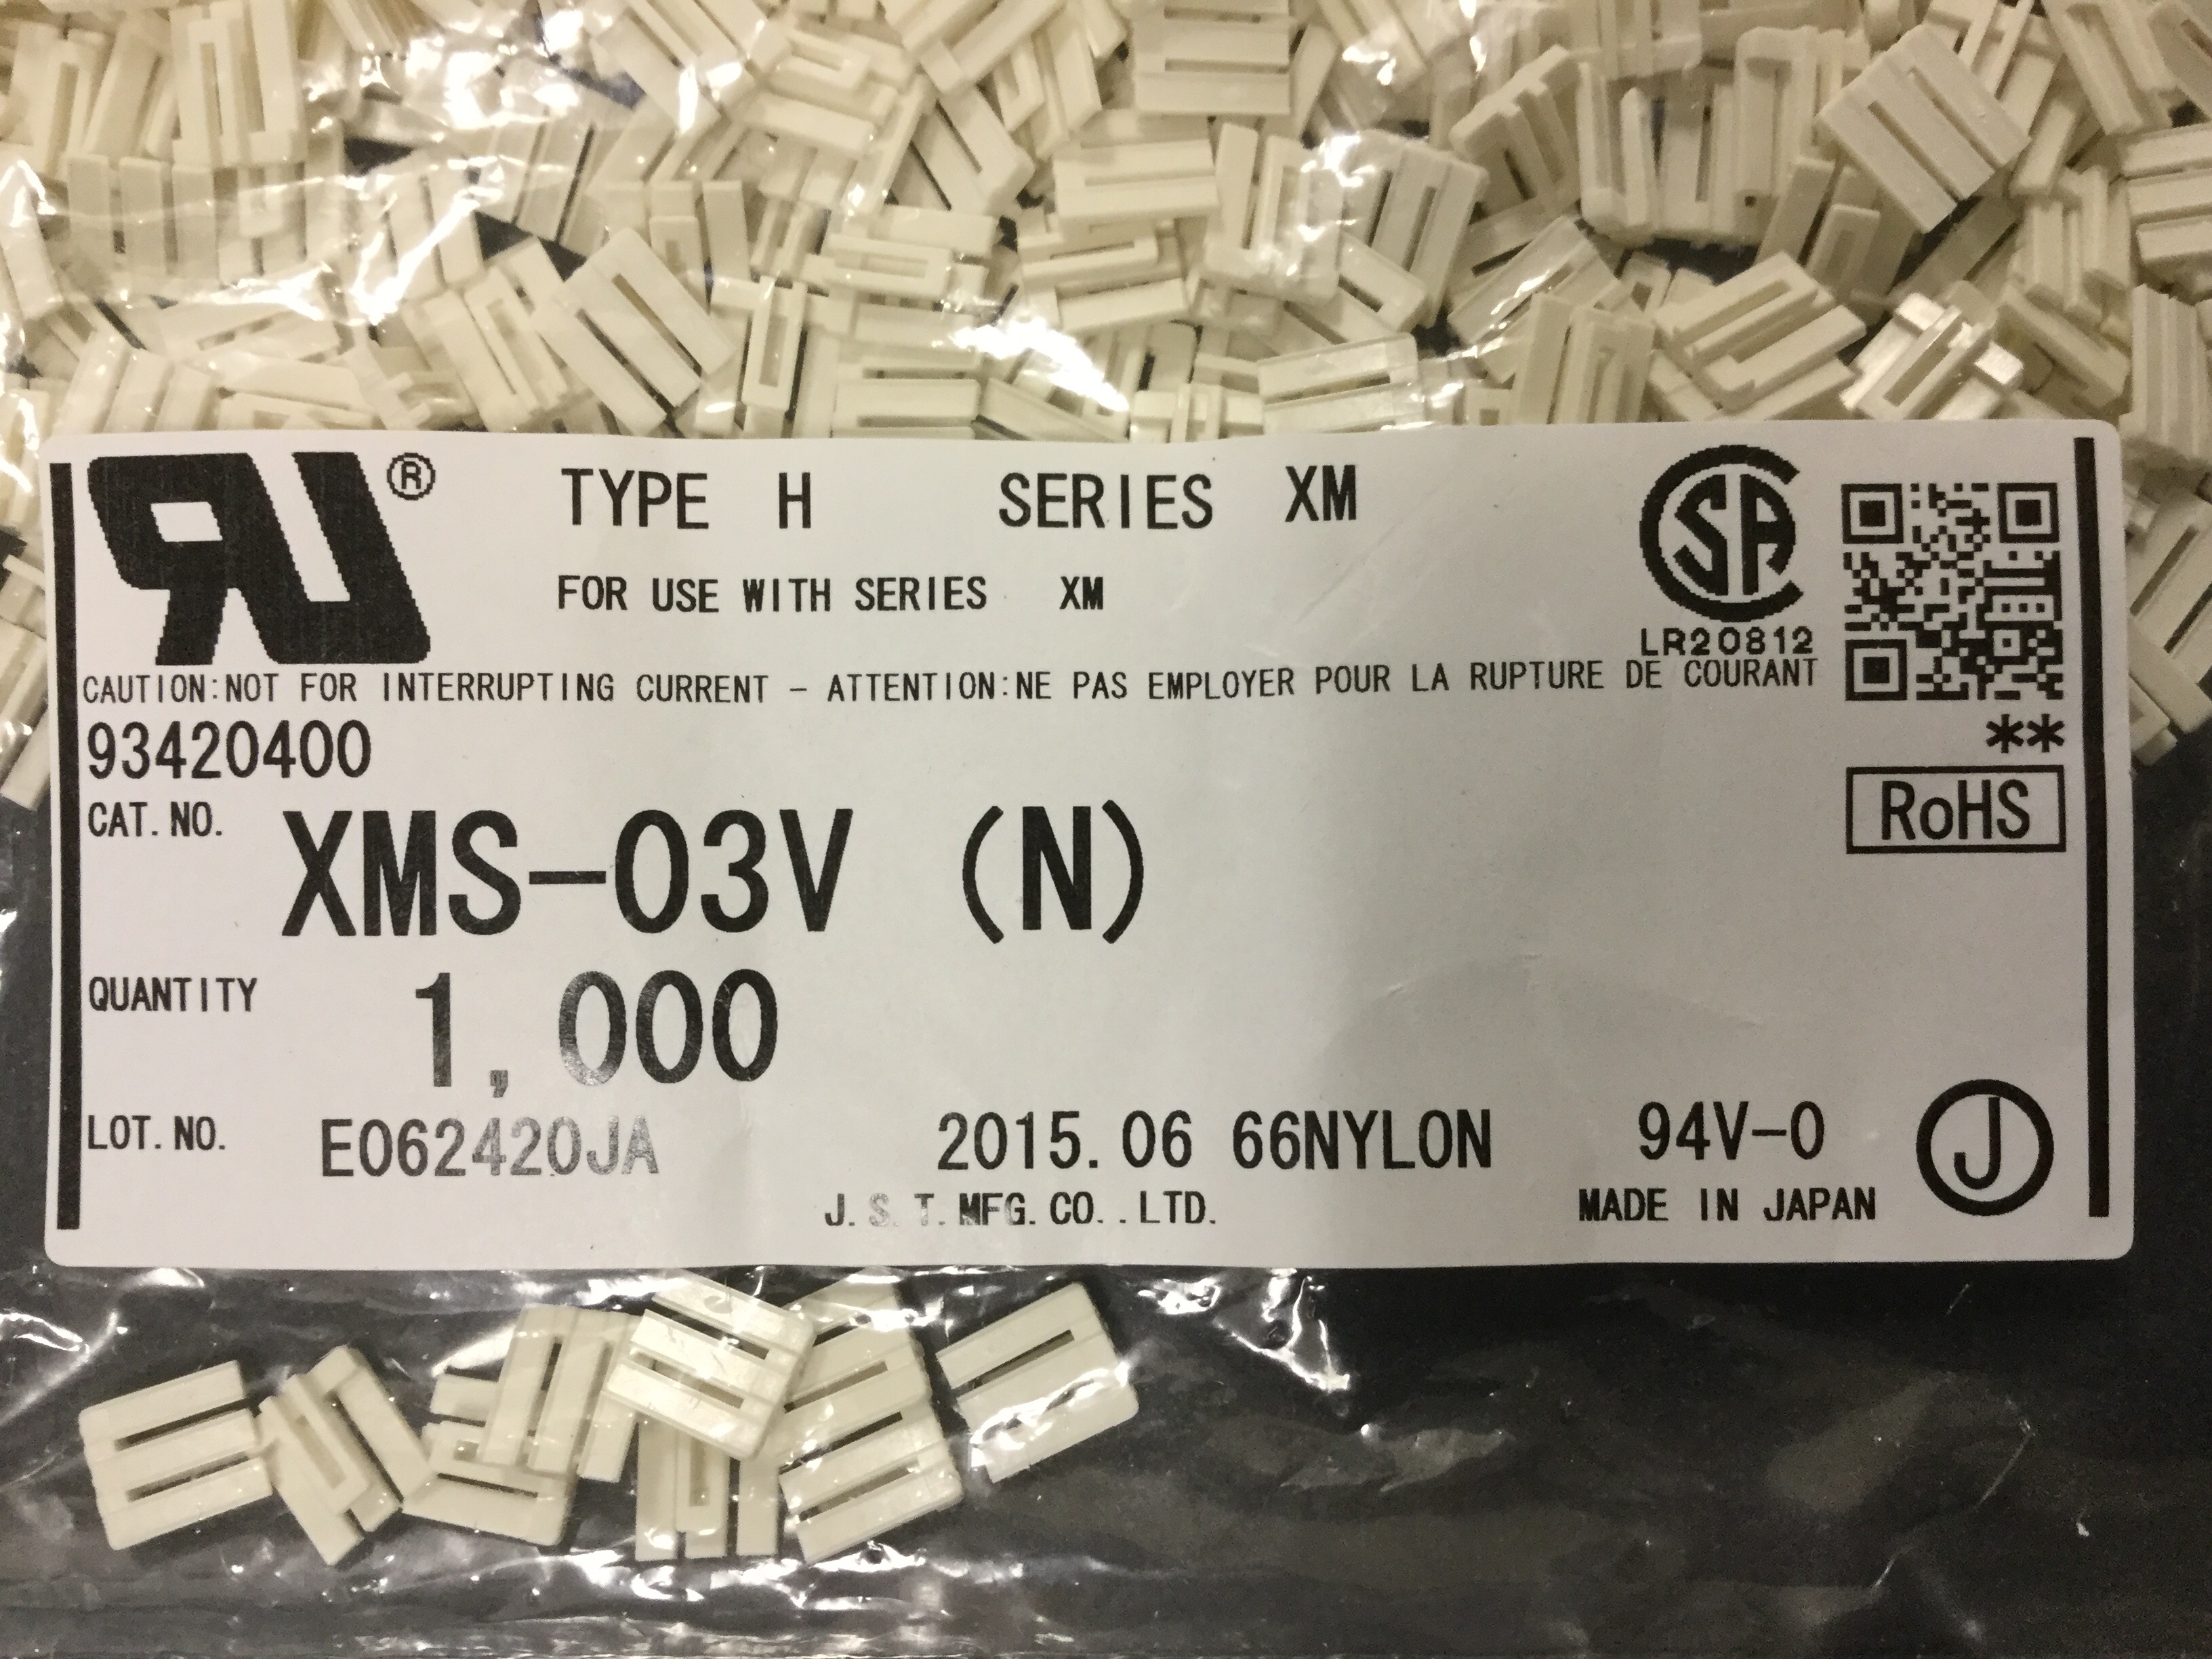 RU ® TYPE H SERIES XM CSA
FOR USE WITH SERIES XM
LR20812
CAUTION:NOT FOR INTERRUPTING CURRENT - ATTENTION:NE PAS EMPLOYER POUR LA RUPTURE DE COURANT
93420400 **
CAT.NO. XMS-03V (N) RoHS
QUANTITY 1,000
LOT.NO. E062420JA 2015.06 66NYLON 94V-0 J
J.S.T.MFG.CO.,LTD. MADE IN JAPAN